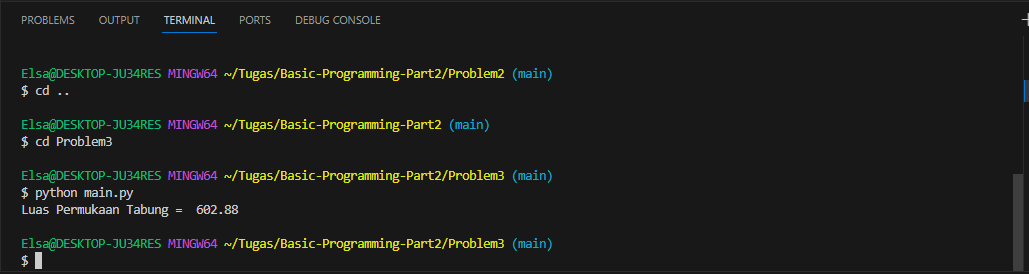 PROBLEMS OUTPUT TERMINAL PORTS DEBUG CONSOLE
Elsa@DESKTOP-JU34RES MINGW64 ~/Tugas/Basic-Programming-Part2/Problem2 (main)
$ cd ..
Elsa@DESKTOP-JU34RES MINGW64 ~/Tugas/Basic-Programming-Part2 (main)
$ cd Problem3
Elsa@DESKTOP-JU34RES MINGW64 ~/Tugas/Basic-Programming-Part2/Problem3 (main)
$ python main.py
Luas Permukaan Tabung =  602.88
Elsa@DESKTOP-JU34RES MINGW64 ~/Tugas/Basic-Programming-Part2/Problem3 (main)
$